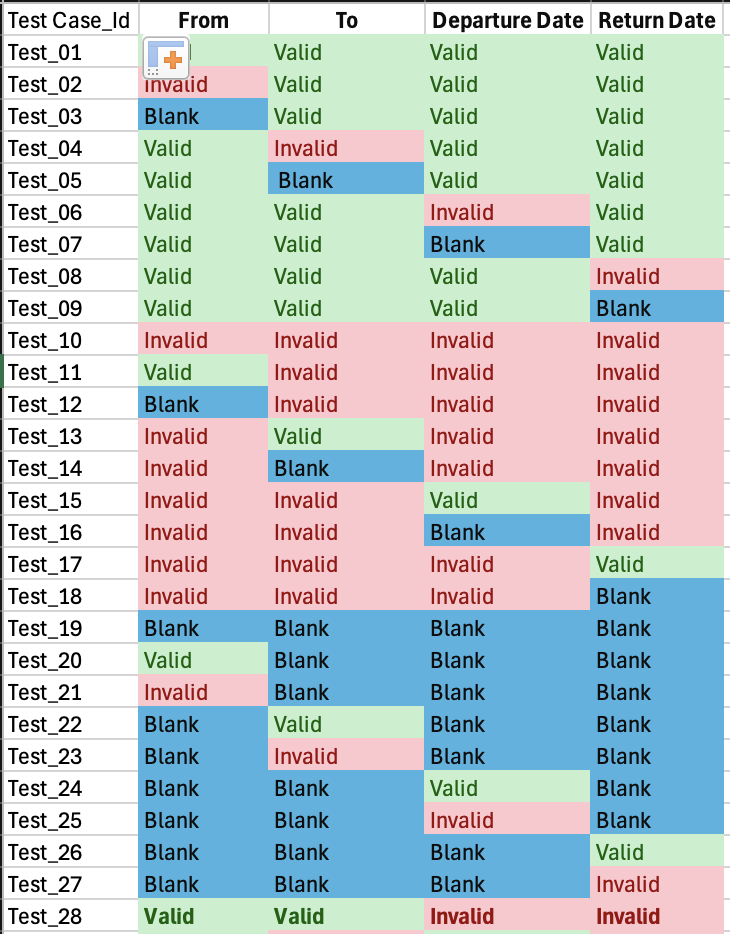 Test Case_Id From To Departure Date Return Date
Test_01 Valid Valid Valid
Test_02 Invalid Valid Valid Valid
Test_03 Blank Valid Valid Valid
Test_04 Valid Invalid Valid Valid
Test_05 Valid Blank Valid Valid
Test_06 Valid Valid Invalid Valid
Test_07 Valid Valid Blank Valid
Test_08 Valid Valid Valid Invalid
Test_09 Valid Valid Valid Blank
Test_10 Invalid Invalid Invalid Invalid
Test_11 Valid Invalid Invalid Invalid
Test_12 Blank Invalid Invalid Invalid
Test_13 Invalid Valid Invalid Invalid
Test_14 Invalid Blank Invalid Invalid
Test_15 Invalid Invalid Valid Invalid
Test_16 Invalid Invalid Blank Invalid
Test_17 Invalid Invalid Invalid Valid
Test_18 Invalid Invalid Invalid Blank
Test_19 Blank Blank Blank Blank
Test_20 Valid Blank Blank Blank
Test_21 Invalid Blank Blank Blank
Test_22 Blank Valid Blank Blank
Test_23 Blank Invalid Blank Blank
Test_24 Blank Blank Valid Blank
Test_25 Blank Blank Invalid Blank
Test_26 Blank Blank Blank Valid
Test_27 Blank Blank Blank Invalid
Test_28 Valid Valid Invalid Invalid